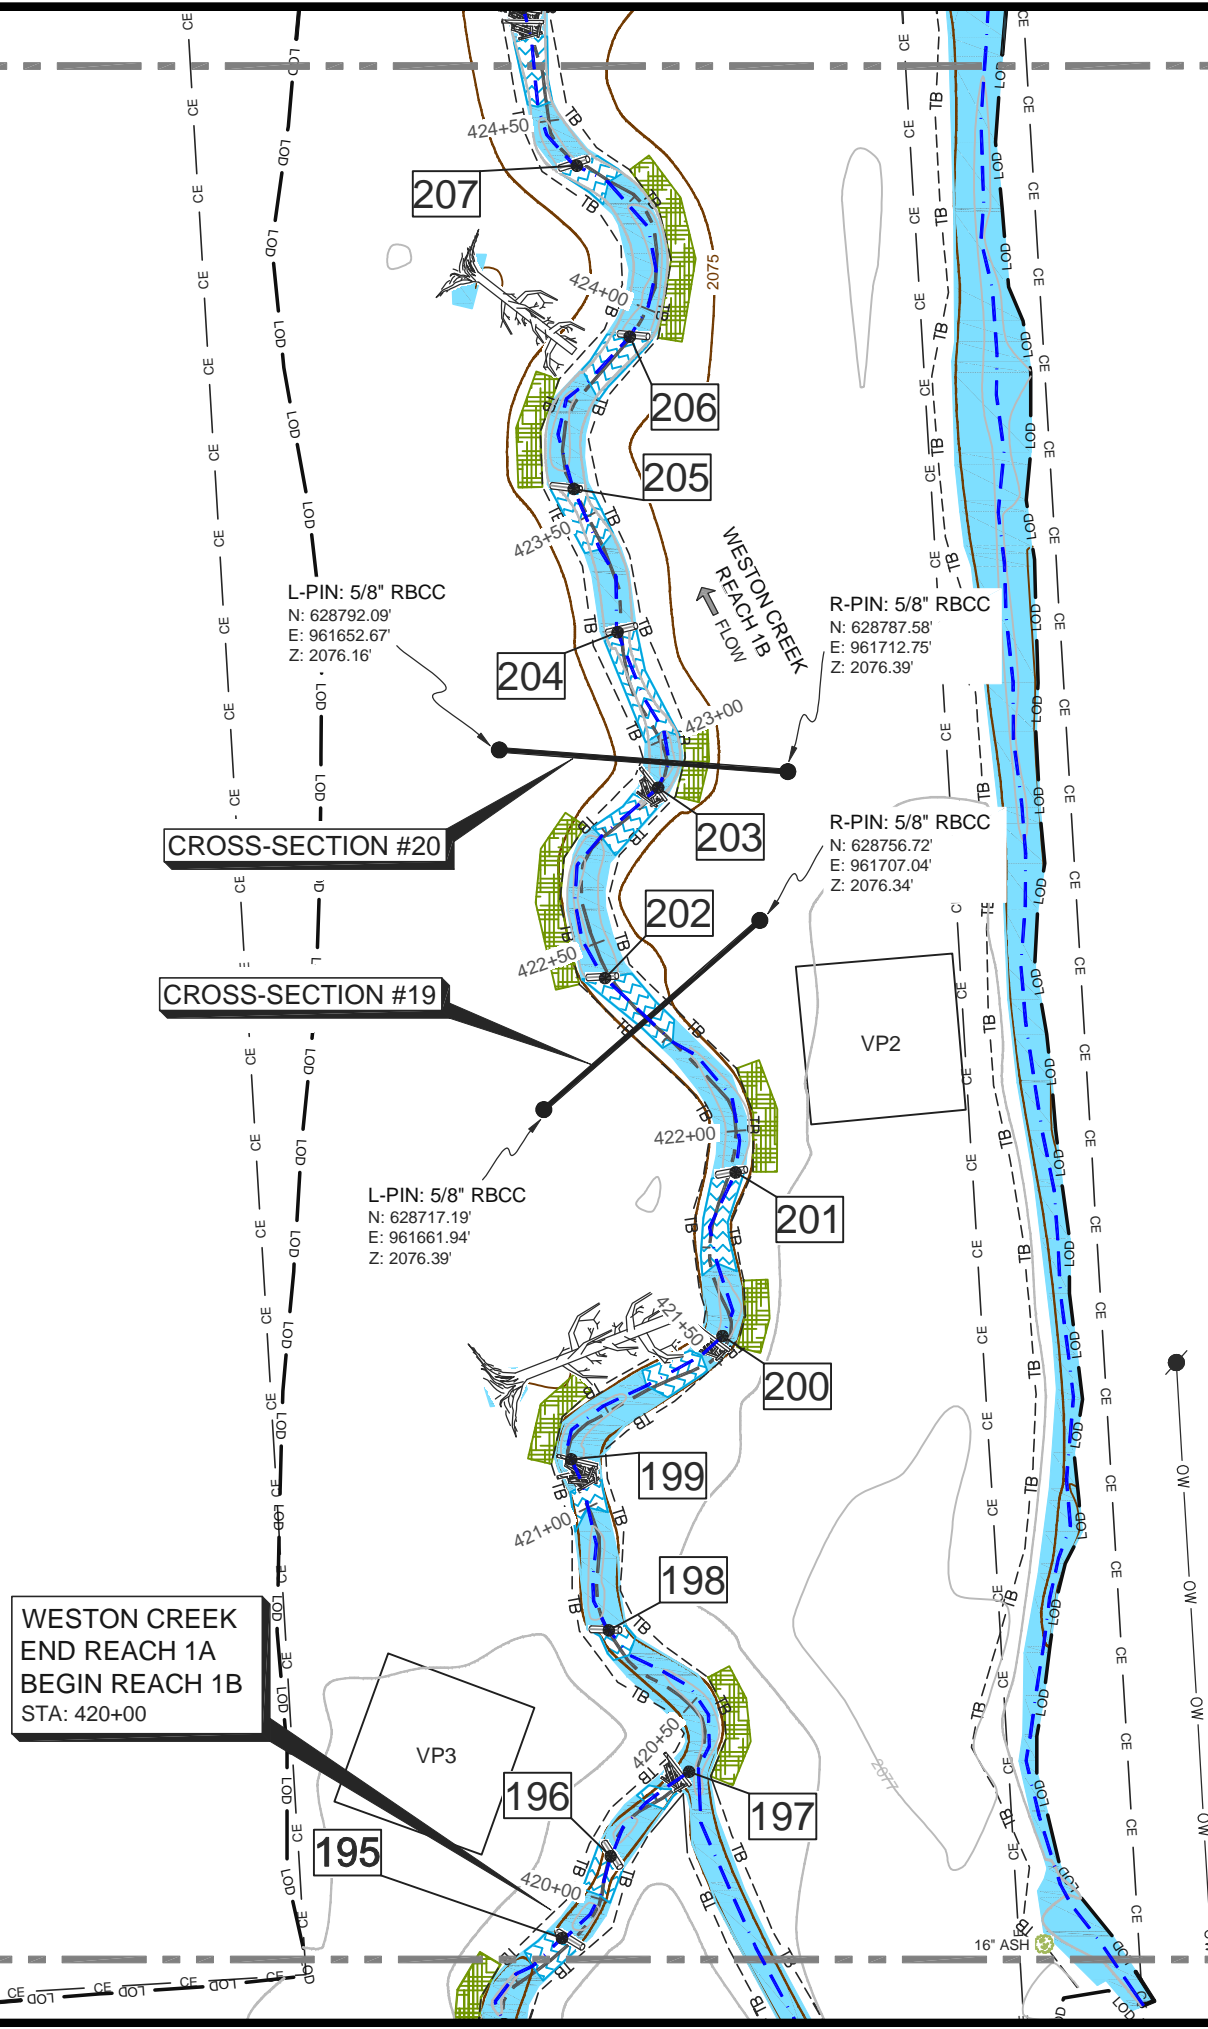 424+50
207
2075
424+00
206
205
423+50
WESTON CREEK
REACH 1B
FLOW
L-PIN: 5/8" RBCC
N: 628792.09'
E: 961652.67'
Z: 2076.16'
R-PIN: 5/8" RBCC
N: 628787.58'
E: 961712.75'
Z: 2076.39'
204
423+00
203
CROSS-SECTION #20
R-PIN: 5/8" RBCC
N: 628756.72'
E: 961707.04'
Z: 2076.34'
202
422+50
CROSS-SECTION #19
VP2
422+00
L-PIN: 5/8" RBCC
N: 628717.19'
E: 961661.94'
Z: 2076.39'
201
421+50
200
199
421+00
198
WESTON CREEK
END REACH 1A
BEGIN REACH 1B
STA: 420+00
VP3
420+50
2077
196
197
195
420+00
16" ASH
CE
LOD
TB
OW